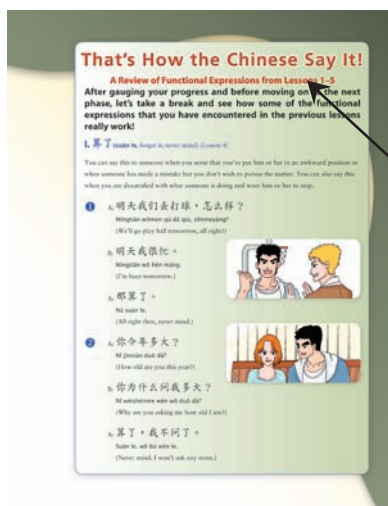 That's How the Chinese Say It!
A Review of Functional Expressions from Lessons 1–5
After gauging your progress and before moving on to the next
phase, let's take a break and see how some of the functional
expressions that you have encountered in the previous lessons
really work!
I. 算了 (suàn le, forget it; never mind) (Lesson 4)
You can say this to someone when you sense that you've put him or her in an awkward position or
when someone has made a mistake but you don't wish to pursue the matter. You can also say this
when you are dissatisfied with what someone is doing and want him or her to stop.
1 A: 明天我们去打球，怎么样？
Míngtiān wǒmen qù dǎ qiú, zěnmeyàng?
(We'll go play ball tomorrow, all right?)
B: 明天我很忙。
Míngtiān wǒ hěn máng.
(I'm busy tomorrow.)
A: 那算了。
Nà suàn le.
(All right then, never mind.)
2 A: 你今年多大？
Nǐ jīnnián duō dà?
(How old are you this year?)
B: 你为什么问我多大？
Nǐ wèishénme wèn wǒ duō dà?
(Why are you asking me how old I am?)
A: 算了，我不问了。
Suàn le, wǒ bú wèn le.
(Never mind. I won't ask any more.)